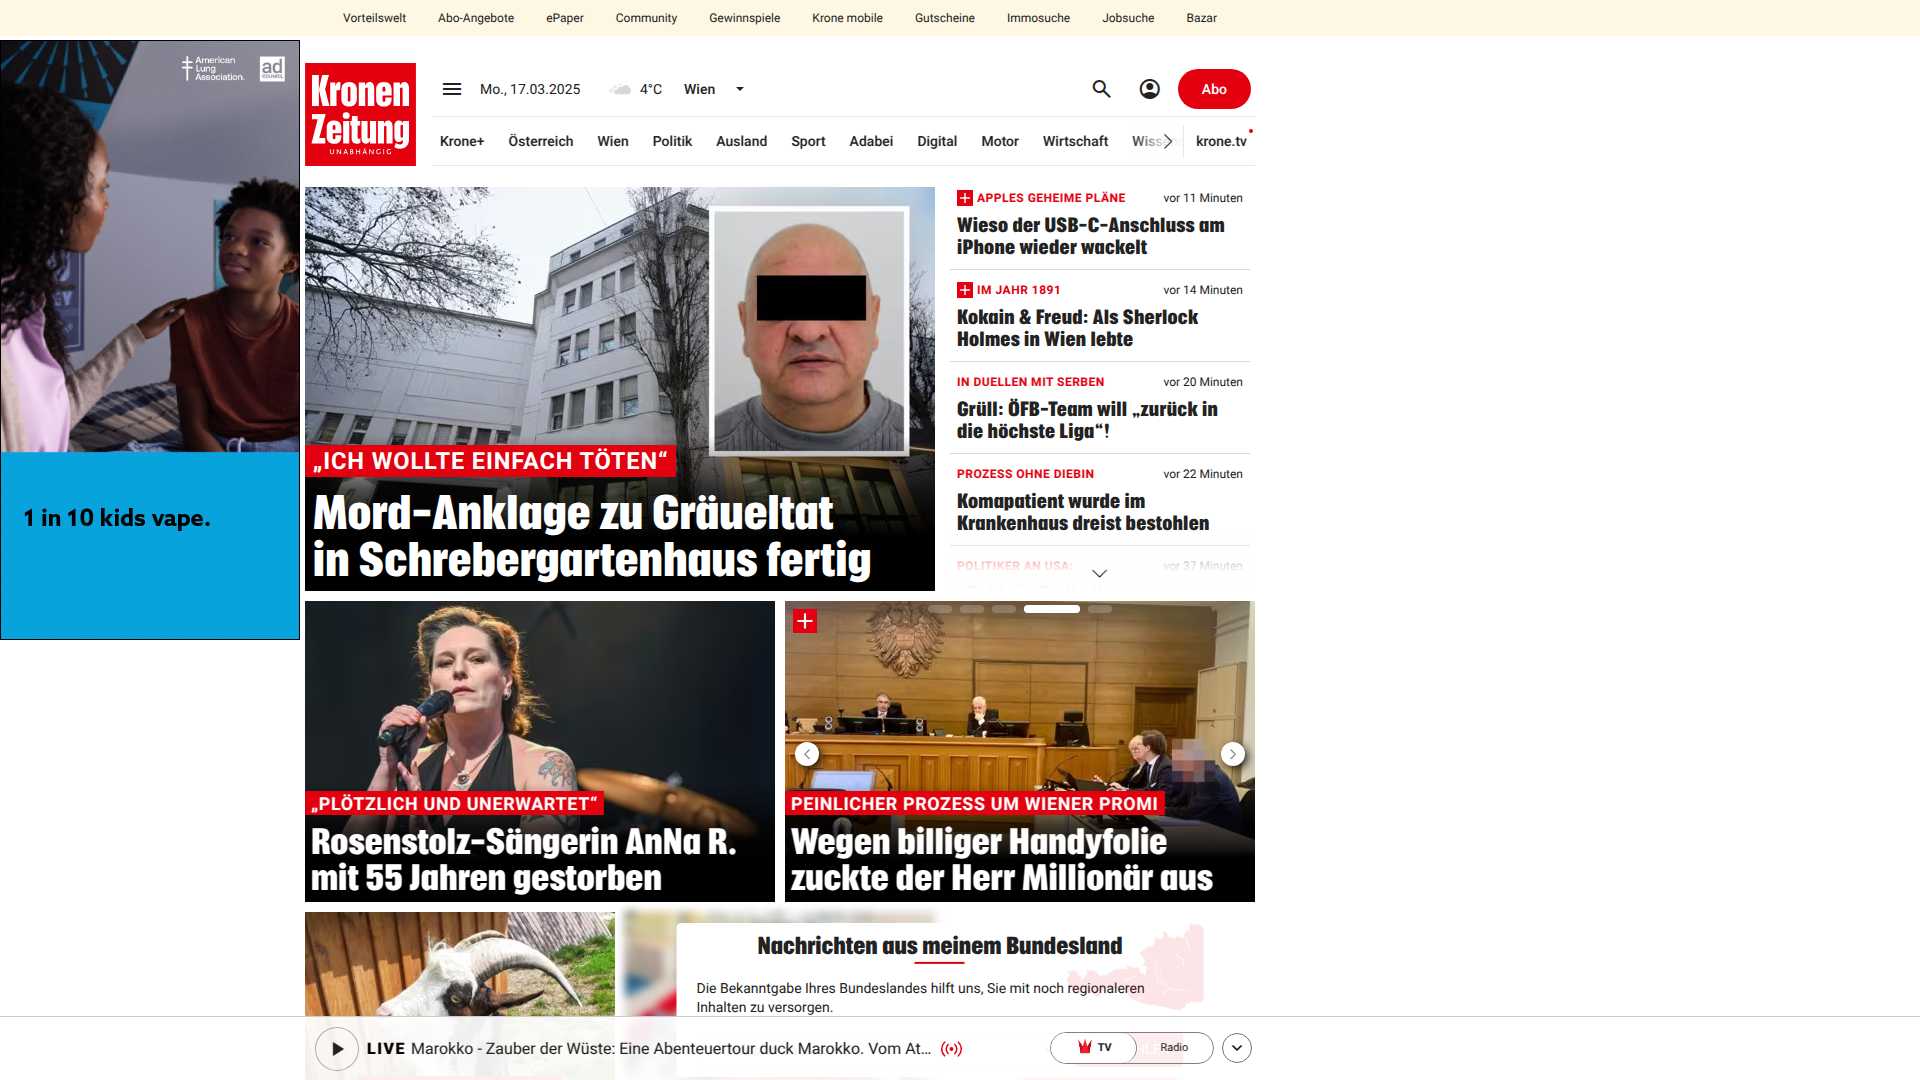 Vorteilswelt Abo-Angebote ePaper Community Gewinnspiele Krone mobile Gutscheine Immosuche Jobsuche Bazar
American
Lung
Association.
ad
COUNCIL
1 in 10 kids vape.
Kronen
Zeitung
UNABHÄNGIG
Mo., 17.03.2025 4°C Wien Abo
Krone+ Österreich Wien Politik Ausland Sport Adabei Digital Motor Wirtschaft krone.tv
„ICH WOLLTE EINFACH TÖTEN“
Mord-Anklage zu Gräueltat
in Schrebergartenhaus fertig
APPLES GEHEIME PLÄNE vor 11 Minuten
Wieso der USB-C-Anschluss am
iPhone wieder wackelt
IM JAHR 1891 vor 14 Minuten
Kokain & Freud: Als Sherlock
Holmes in Wien lebte
IN DUELLEN MIT SERBEN vor 20 Minuten
Grüll: ÖFB-Team will „zurück in
die höchste Liga“!
PROZESS OHNE DIEBIN vor 22 Minuten
Komapatient wurde im
Krankenhaus dreist bestohlen
POLITIKER AN USA: vor 37 Minuten
„PLÖTZLICH UND UNERWARTET“
Rosenstolz-Sängerin AnNa R.
mit 55 Jahren gestorben
PEINLICHER PROZESS UM WIENER PROMI
Wegen billiger Handyfolie
zuckte der Herr Millionär aus
Nachrichten aus meinem Bundesland
Die Bekanntgabe Ihres Bundeslandes hilft uns, Sie mit noch regionaleren
Inhalten zu versorgen.
LIVE Marokko - Zauber der Wüste: Eine Abenteuertour duck Marokko. Vom At...
TV Radio